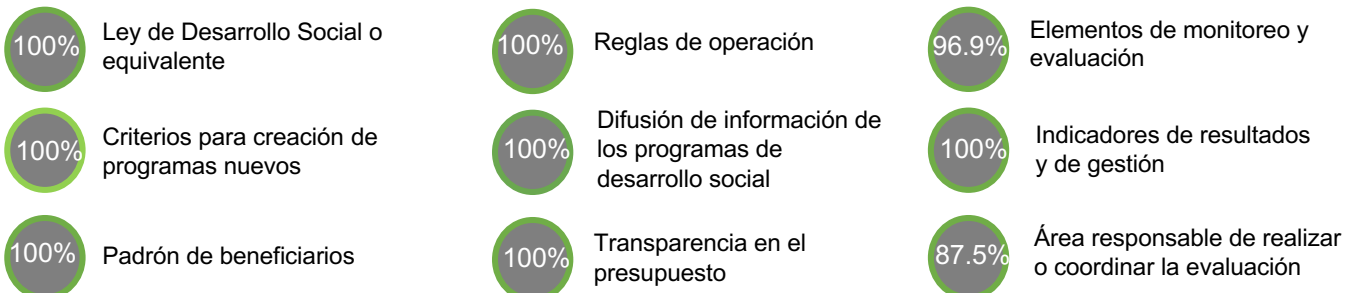 100%
Ley de Desarrollo Social o
equivalente
100%
Criterios para creación de
programas nuevos
100%
Padrón de beneficiarios
100%
Reglas de operación
100%
Difusión de información de
los programas de
desarrollo social
100%
Transparencia en el
presupuesto
96.9%
Elementos de monitoreo y
evaluación
100%
Indicadores de resultados
y de gestión
87.5%
Área responsable de realizar
o coordinar la evaluación